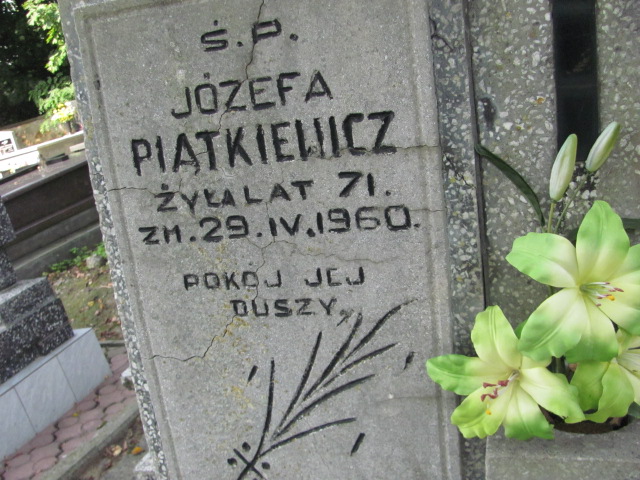 Ś.P.
JÓZEFA
PIĄTKIEWICZ
ŻYŁA LAT 71.
ZM. 29.IV.1960.
POKÓJ JEJ
DUSZY